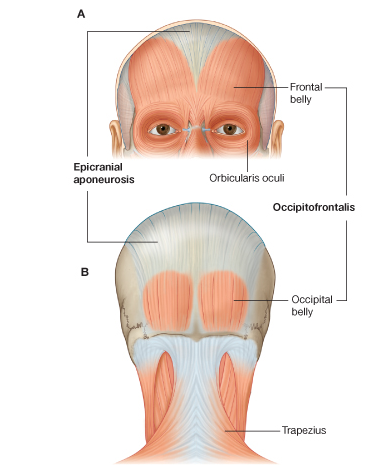 A
Frontal
belly
Epicranial
aponeurosis
Orbicularis oculi
Occipitofrontalis
B
Occipital
belly
Trapezius